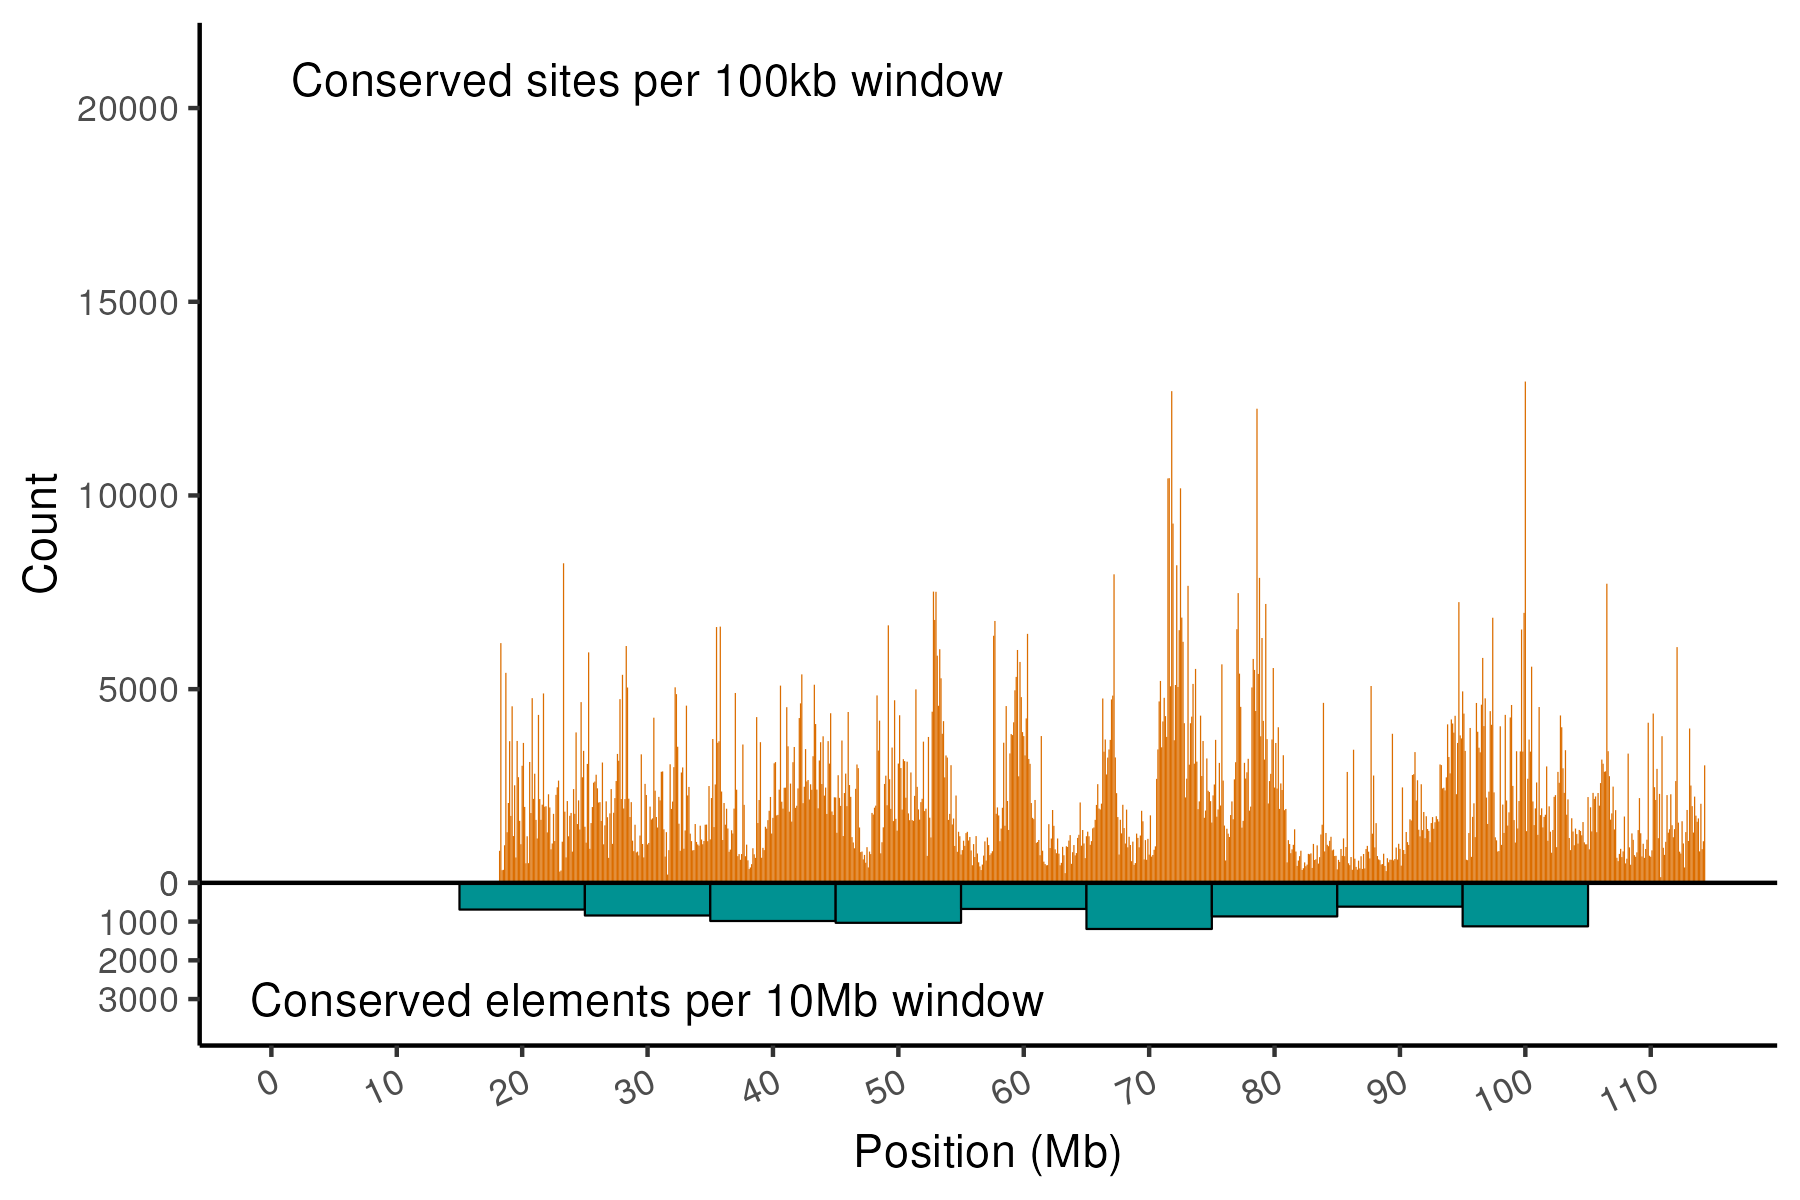 Conserved sites per 100kb window
20000
15000
10000
5000
0
1000
2000
3000
Count
Conserved elements per 10Mb window
0 10 20 30 40 50 60 70 80 90 100 110
Position (Mb)